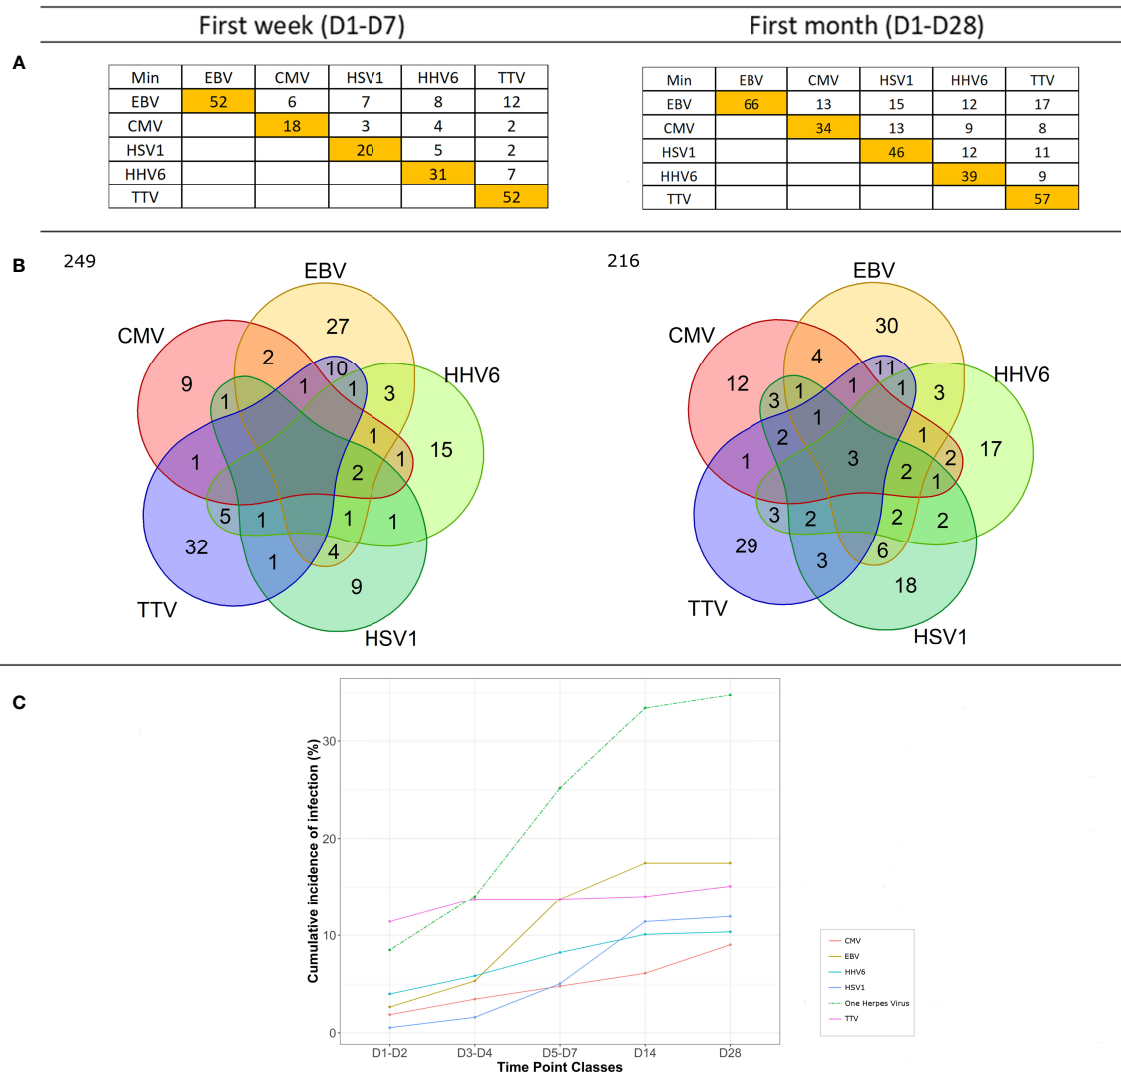 First week (D1-D7) First month (D1-D28)
A
Min EBV CMV HSV1 HHV6 TTV
EBV 52 6 7 8 12
CMV 18 3 4 2
HSV1 20 5 2
HHV6 31 7
TTV 52
Min EBV CMV HSV1 HHV6 TTV
EBV 66 13 15 12 17
CMV 34 13 9 8
HSV1 46 12 11
HHV6 39 9
TTV 57
B
249
EBV
CMV
27
2
10
HHV6
9
1
1
3
1
1
15
1
1
2
5
1
1
1
32
4
1
9
TTV
HSV1
216
EBV
CMV
30
4
11
HHV6
12
1
1
3
3
1
1
2
1
17
1
3
2
2
1
3
2
2
2
29
6
3
18
TTV
HSV1
C
Cumulative incidence of infection (%)
30
20
10
0
D1-D2 D3-D4 D5-D7 D14 D28
Time Point Classes
CMV
EBV
HHV6
HSV1
One Herpes Virus
TTV